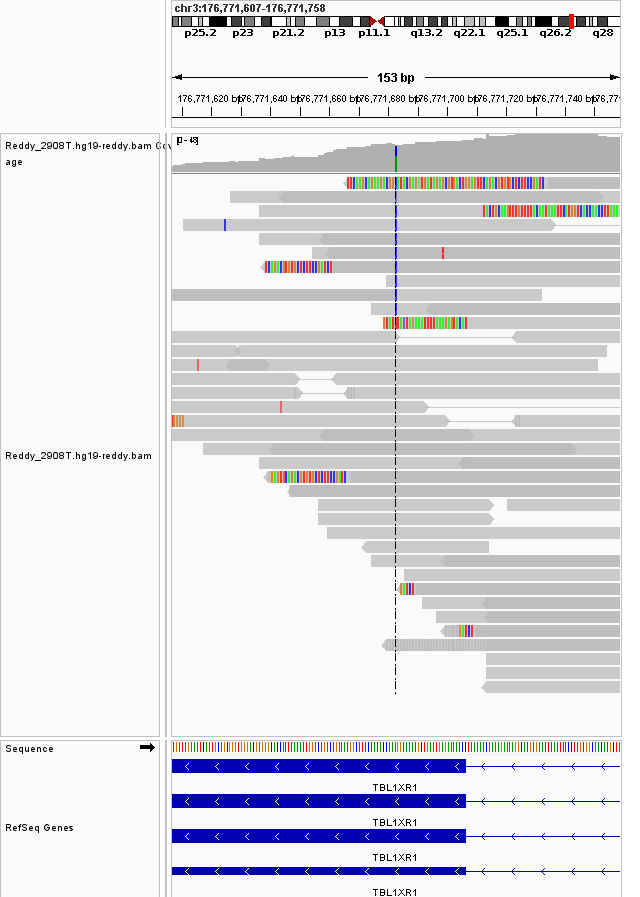 chr3:176,771,607-176,771,758
p25.2 p23 p21.2 p13 p11.1 q13.2 q22.1 q25.1 q26.2 q28
153 bp
176,771,620 bp 176,771,640 bp 176,771,660 bp 176,771,680 bp 176,771,700 bp 176,771,720 bp 176,771,740 bp
Reddy_2908T.hg19-reddy.bam
age
Reddy_2908T.hg19-reddy.bam
Sequence
TBL1XR1
TBL1XR1
RefSeq Genes
TBL1XR1
TBL1XR1